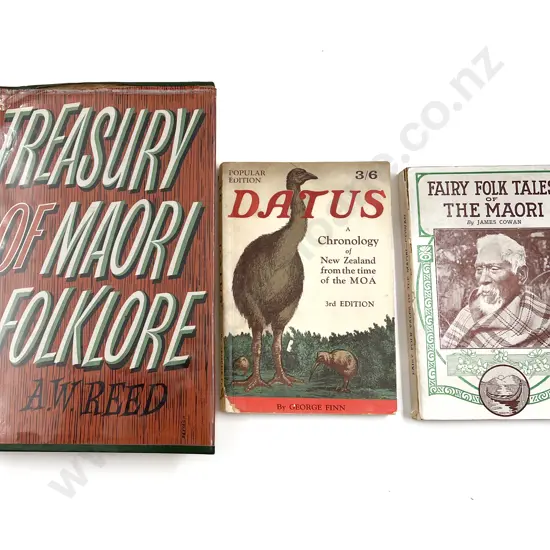 TREASURY
OF MAORI
FOLKLORE
A.W. REED
POPULAR
EDITION
3/6
DATUS
A
Chronology
of
New Zealand
from the time
of the MOA
3rd EDITION
By GEORGE FINN
FAIRY FOLK TALES
OF
THE MAORI
By JAMES COWAN